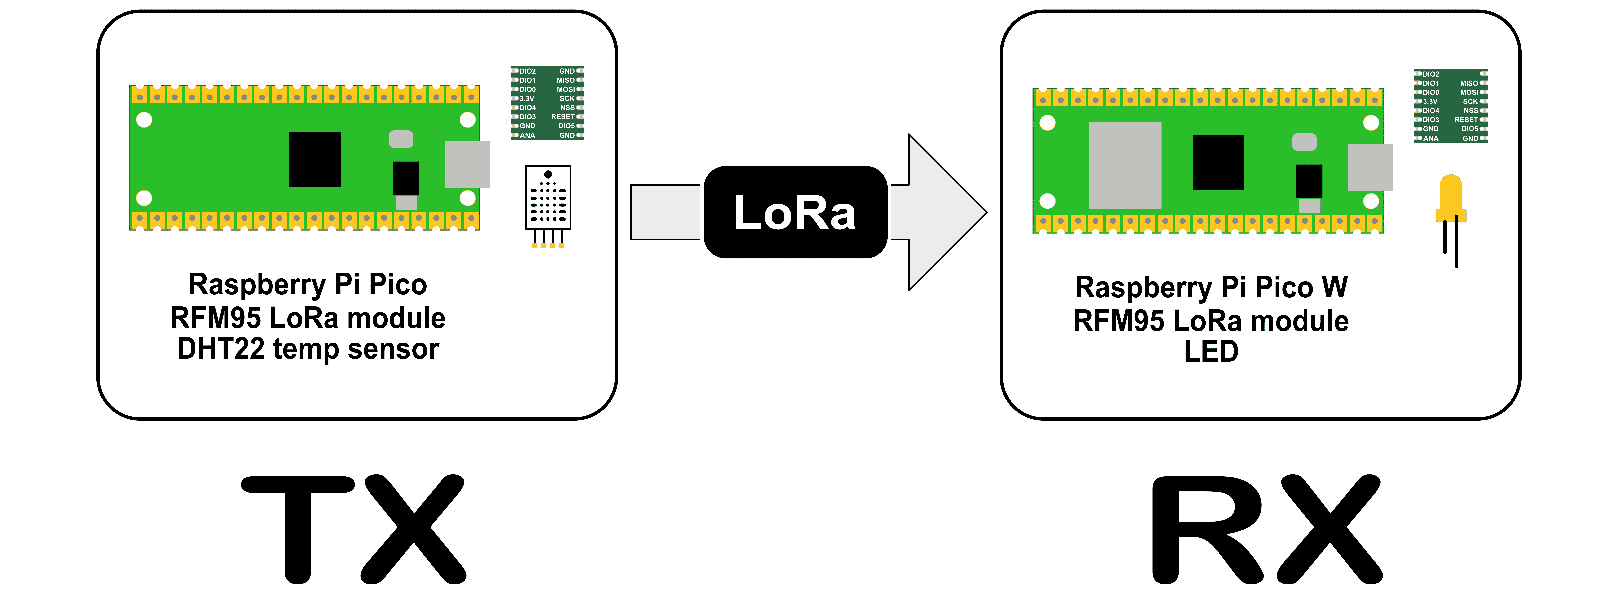 DIO2 GND
DIO1 MISO
DIO0 MOSI
3.3V SCK
DIO4 NSS
DIO3 RESET
GND DIO5
ANA GND
Raspberry Pi Pico
RFM95 LoRa module
DHT22 temp sensor
TX
LoRa
DIO2
DIO1 MISO
DIO0 MOSI
3.3V SCK
DIO4 NSS
DIO3 RESET
GND DIO5
ANA GND
Raspberry Pi Pico W
RFM95 LoRa module
LED
RX